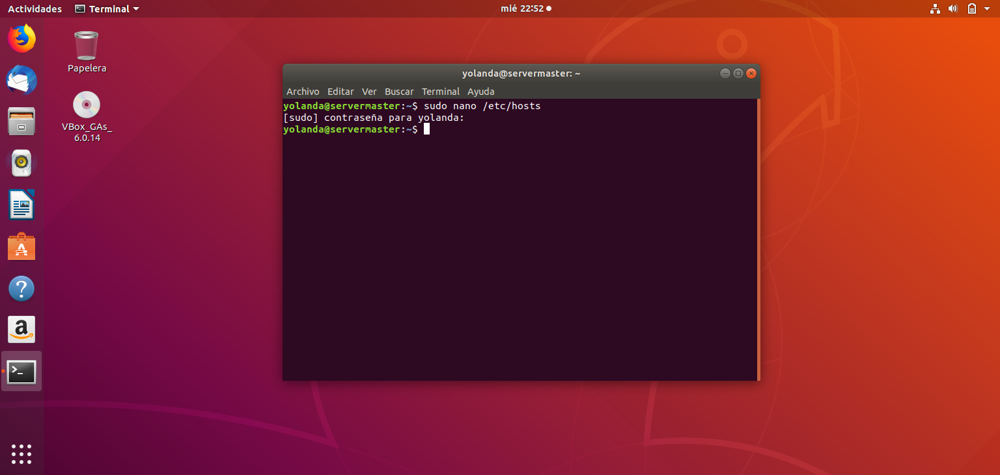 Actividades
Terminal
mié 22:52
Papelera
VBox_GAs_
6.0.14
yolanda@servermaster: ~
Archivo Editar Ver Buscar Terminal Ayuda
yolanda@servermaster:~$ sudo nano /etc/hosts
[sudo] contraseña para yolanda:
yolanda@servermaster:~$